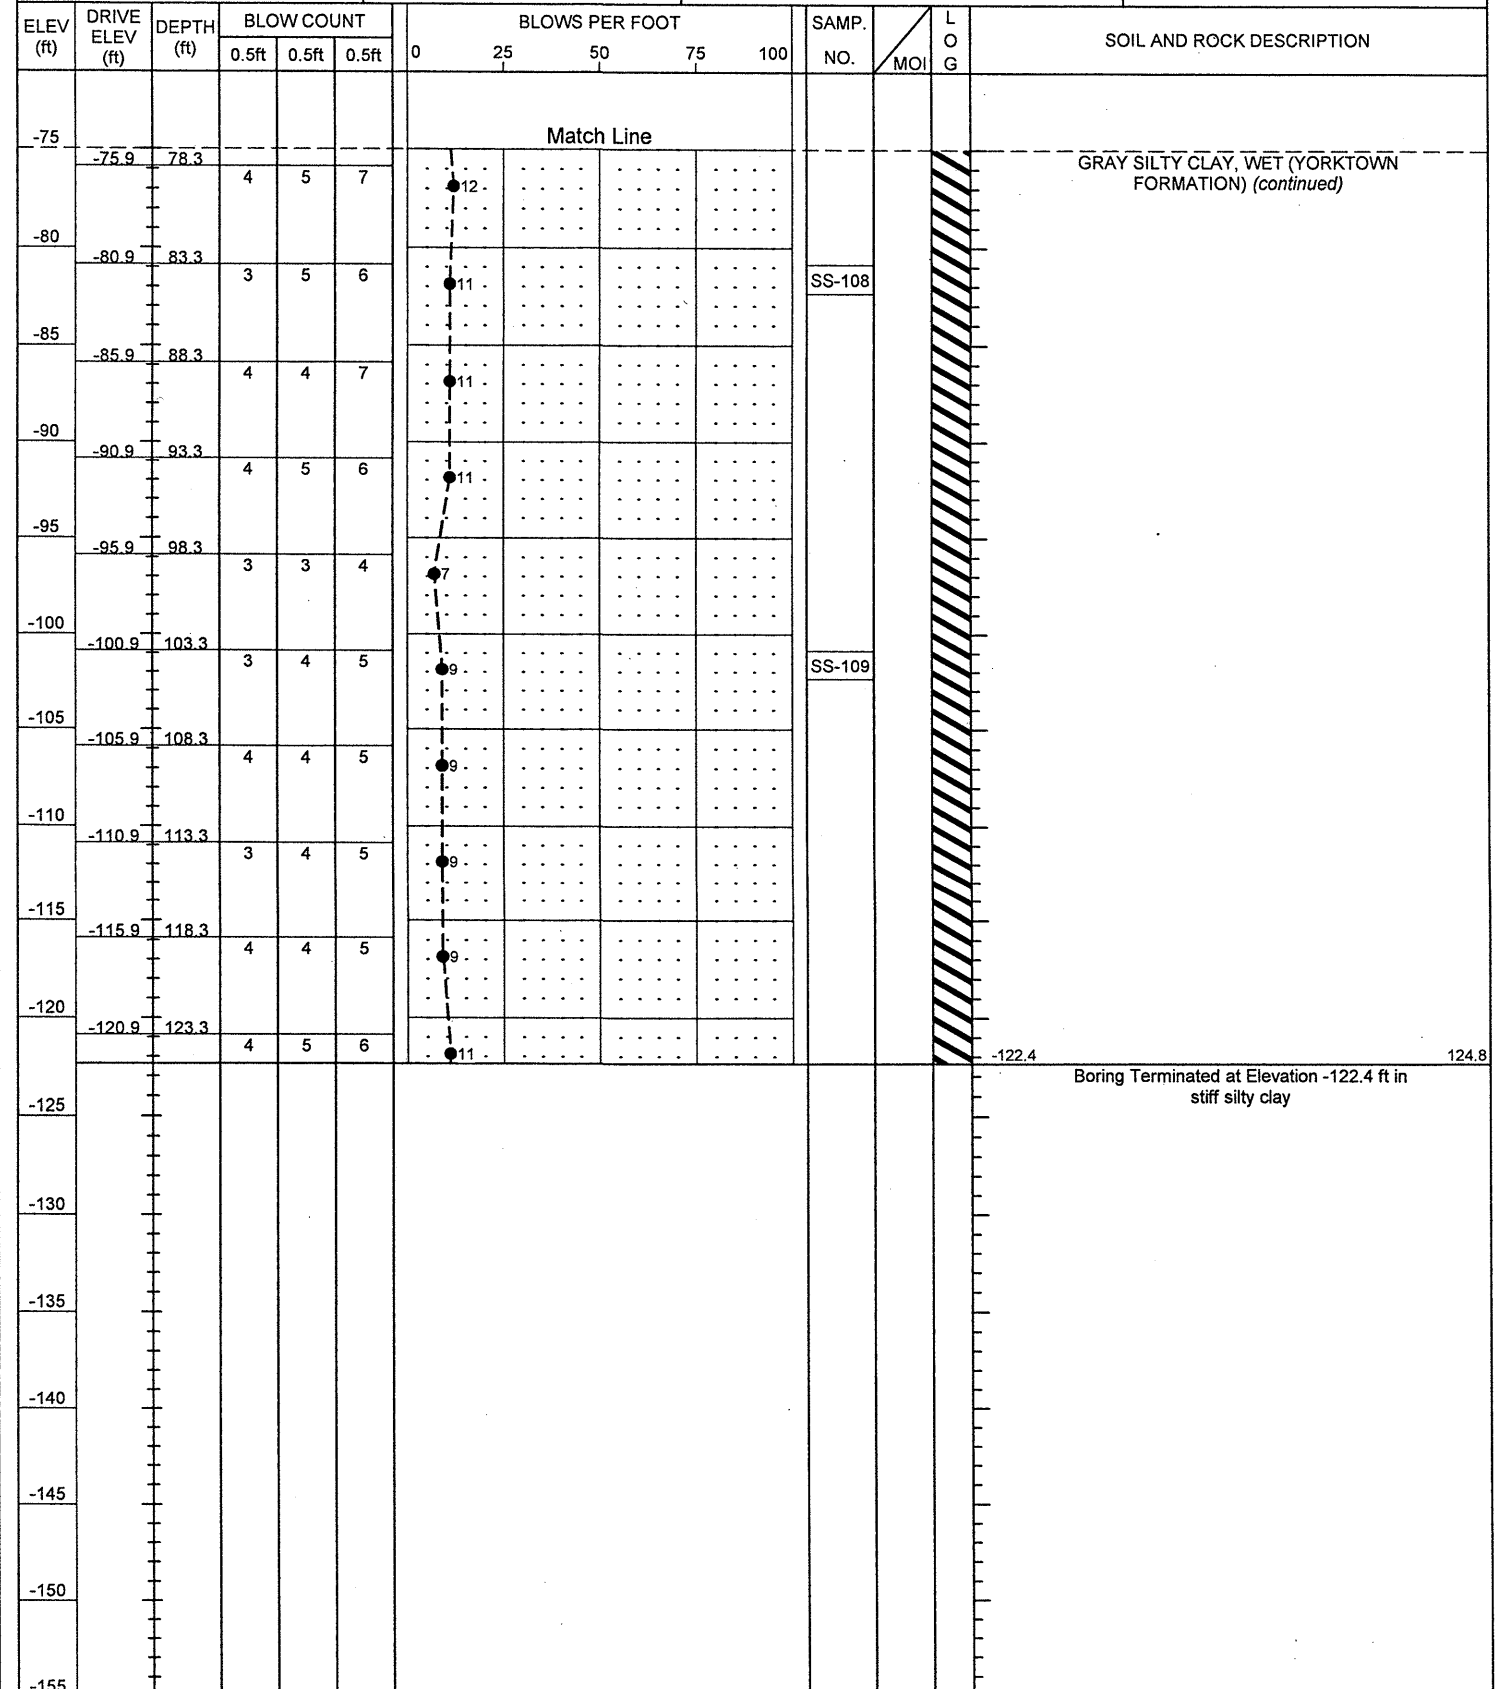 ELEV (ft) DRIVE ELEV (ft) DEPTH (ft) BLOW COUNT BLOWS PER FOOT SAMP. NO. MOI LOG SOIL AND ROCK DESCRIPTION
0.5ft 0.5ft 0.5ft 0 25 50 75 100
Match Line
-75
-75.9 78.3 GRAY SILTY CLAY, WET (YORKTOWN
4 5 7 12 FORMATION) (continued)
-80
-80.9 83.3
3 5 6 11 SS-108
-85
-85.9 88.3
4 4 7 11
-90
-90.9 93.3
4 5 6 11
-95
-95.9 98.3
3 3 4 7
-100
-100.9 103.3
3 4 5 9 SS-109
-105
-105.9 108.3
4 4 5 9
-110
-110.9 113.3
3 4 5 9
-115
-115.9 118.3
4 4 5 9
-120
-120.9 123.3
4 5 6 11 -122.4 124.8
Boring Terminated at Elevation -122.4 ft in
stiff silty clay
-125
-130
-135
-140
-145
-150
-155